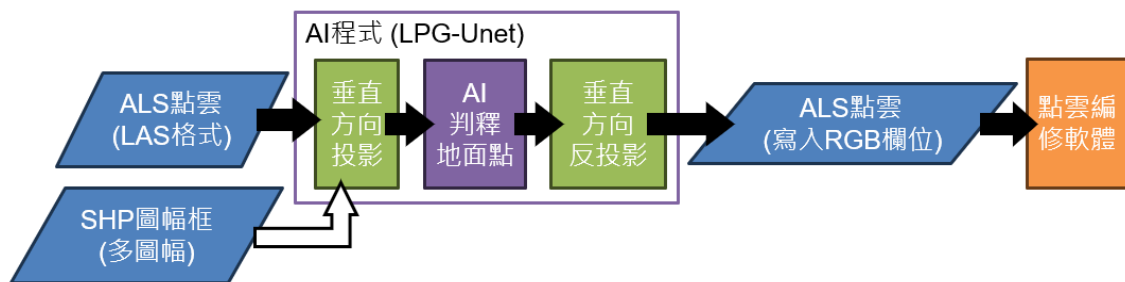 AI程式 (LPG-Unet)
ALS點雲
(LAS格式)
垂直
方向
投影
AI
判釋
地面點
垂直
方向
反投影
ALS點雲
(寫入RGB欄位)
點雲編
修軟體
SHP圖幅框
(多圖幅)